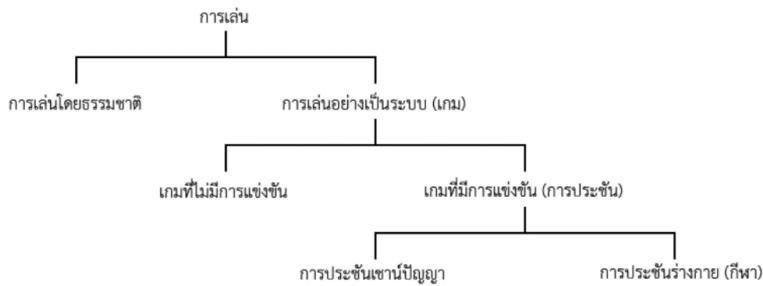 การเล่น
การเล่นโดยธรรมชาติ
การเล่นอย่างเป็นระบบ (เกม)
เกมที่ไม่มีการแข่งขัน
เกมที่มีการแข่งขัน (การประชัน)
การประชันเชาน์ปัญญา
การประชันร่างกาย (กีฬา)